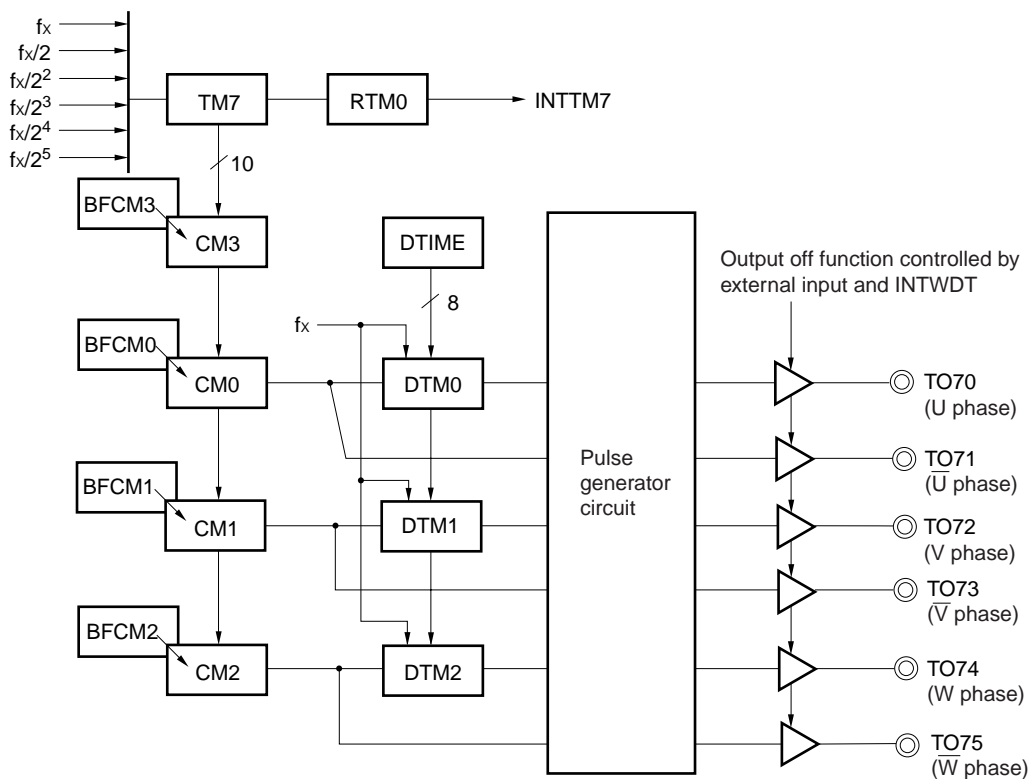 fX
fX/2
fX/2²
fX/2³
fX/2⁴
fX/2⁵
TM7
RTM0
INTTM7
10
BFCM3
CM3
DTIME
Output off function controlled by
external input and INTWDT
8
fX
BFCM0
CM0
DTM0
TO70
(U phase)
Pulse
generator
circuit
TO71
(U̅ phase)
BFCM1
CM1
DTM1
TO72
(V phase)
TO73
(V̅ phase)
BFCM2
CM2
DTM2
TO74
(W phase)
TO75
(W̅ phase)